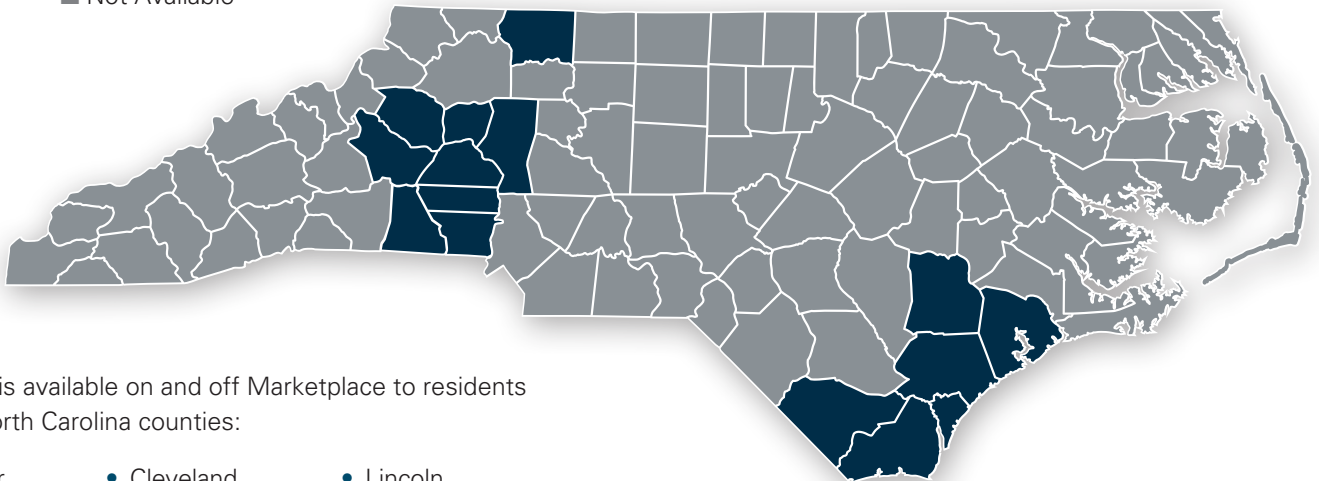 Not Available
is available on and off Marketplace to residents
orth Carolina counties:
r
• Cleveland
• Lincoln